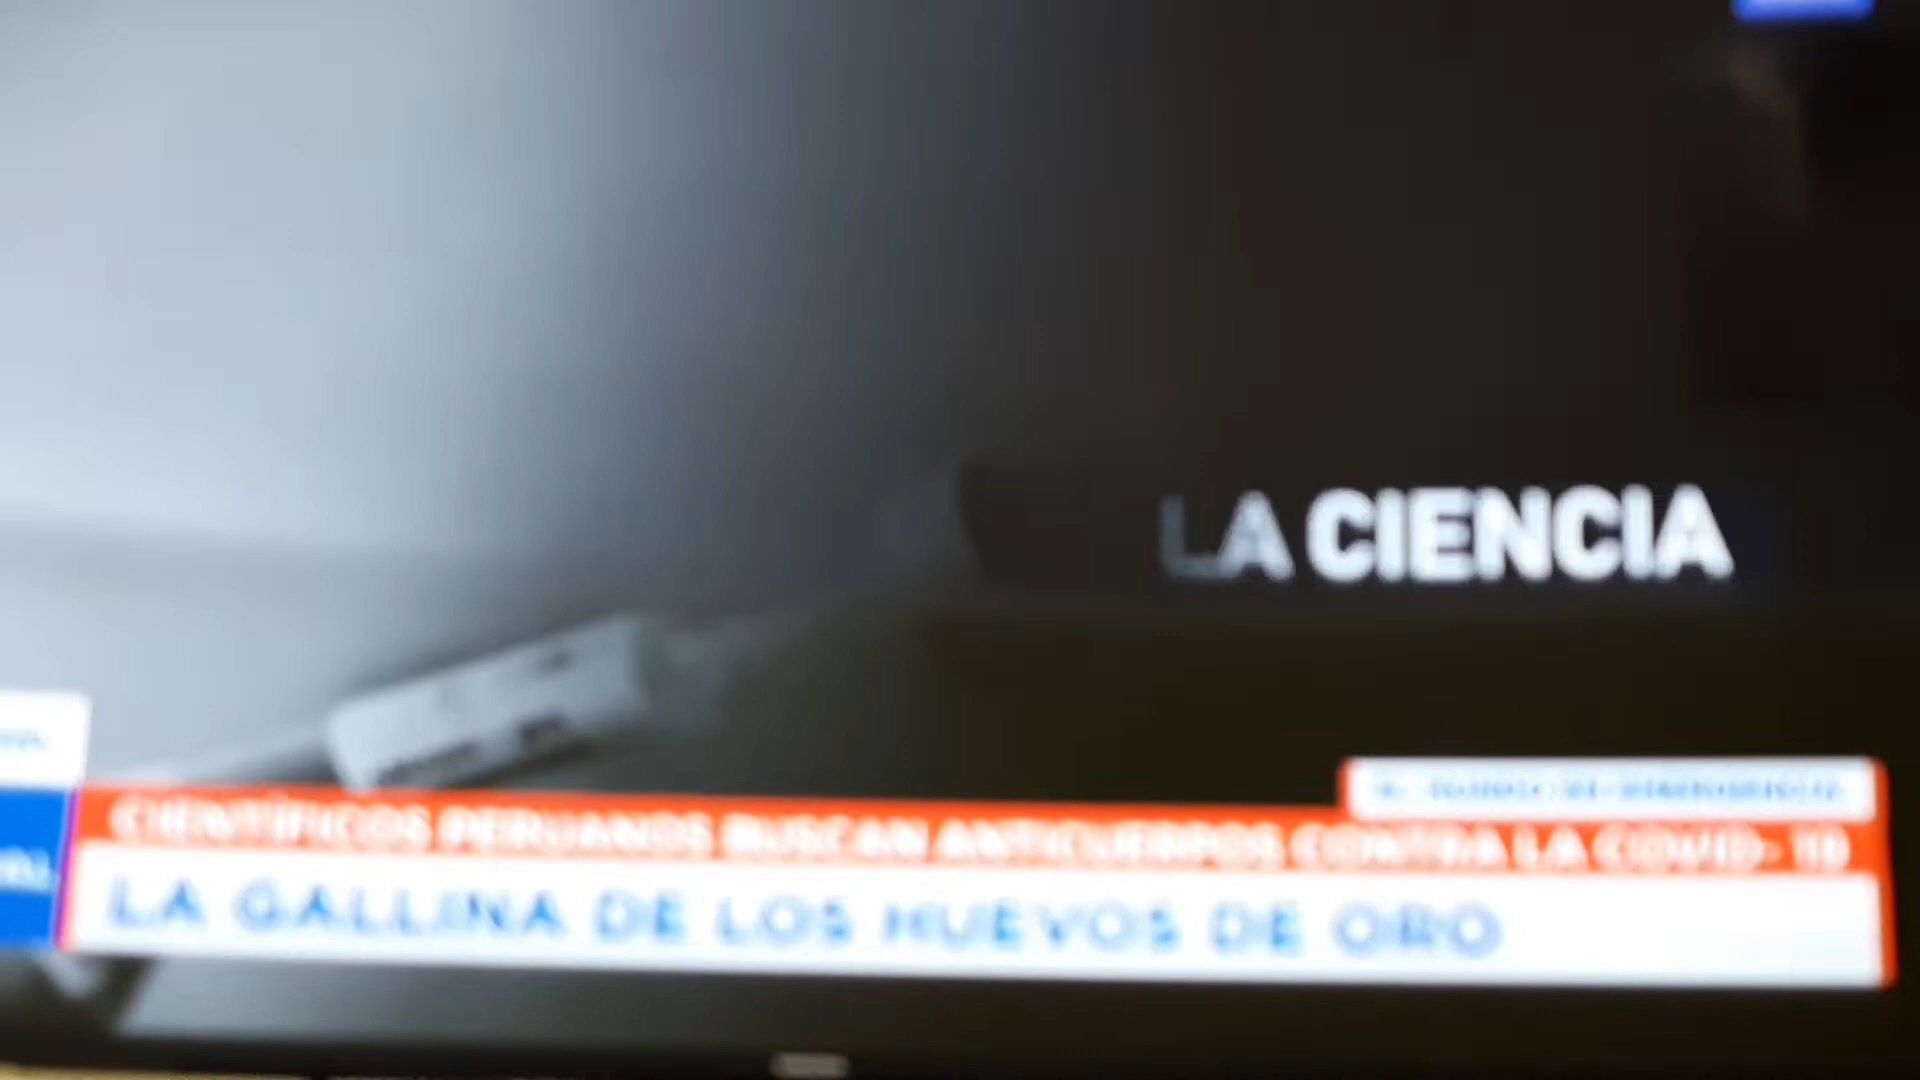 LA CIENCIA
CIENTÍFICOS PERUANOS BUSCAN ANTICUERPOS CONTRA LA COVID- 19
LA GALLINA DE LOS HUEVOS DE ORO